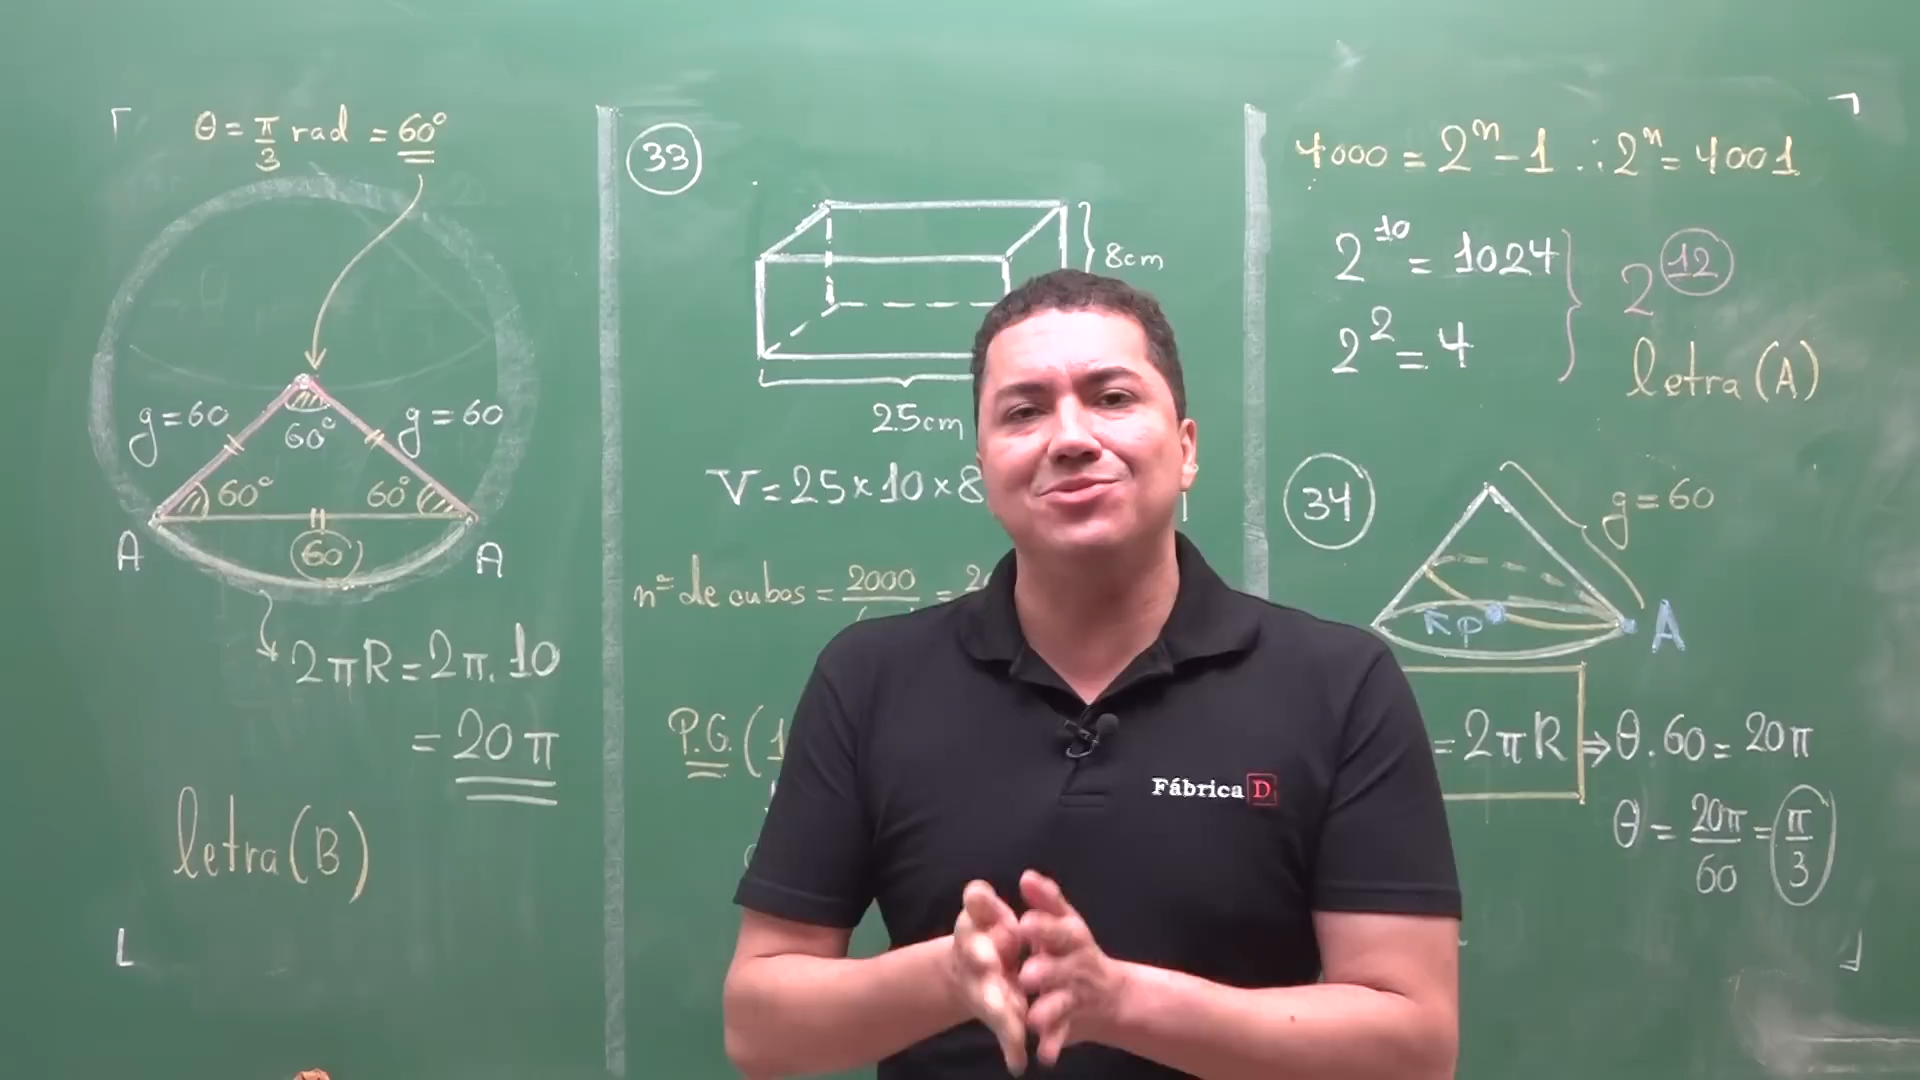 θ = π/3 rad = 60°
g = 60
g = 60
60°
60°
60°
A
60
A
2πR = 2π.10
= 20π
letra (B)
33
8cm
25cm
V = 25 × 10 × 8
nº de cubos = 2000 =
P.G. (1
4000 = 2ⁿ - 1 ∴ 2ⁿ = 4001
2¹⁰ = 1024
2² = 4
2¹²
letra (A)
34
g = 60
R
A
= 2πR ⇒ θ.60 = 20π
θ = 20π/60 = π/3
Fábrica D